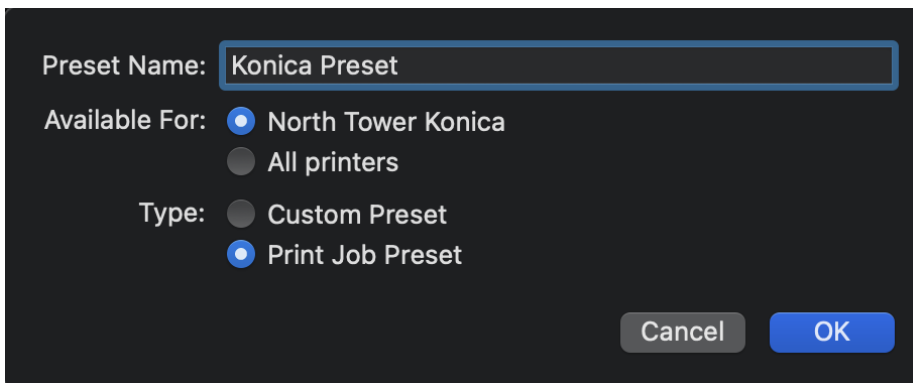 Preset Name: Konica Preset
Available For: North Tower Konica
All printers
Type: Custom Preset
Print Job Preset
Cancel OK